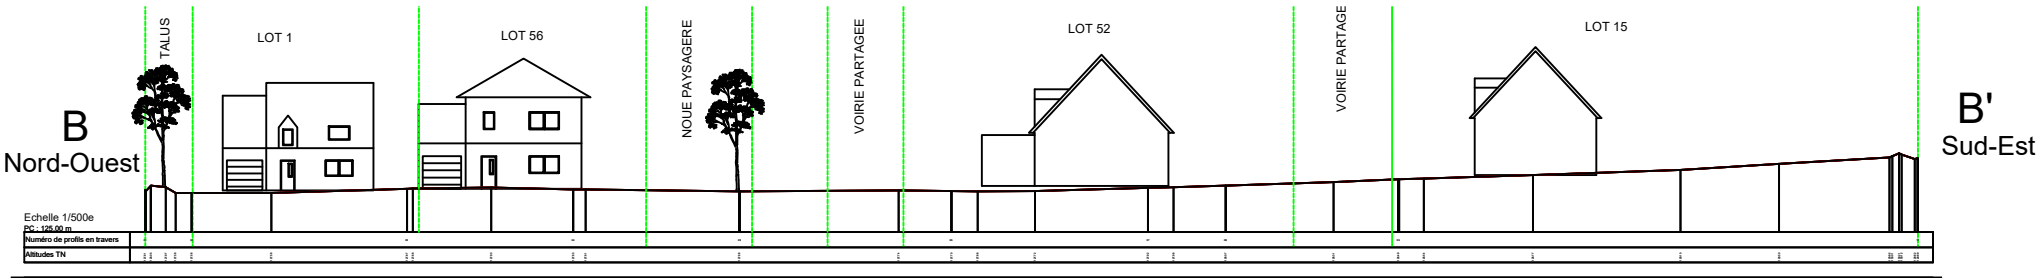 TALUS
LOT 1
LOT 56
NOUE PAYSAGERE
VOIRIE PARTAGEE
LOT 52
VOIRIE PARTAGE
LOT 15
B
Nord-Ouest
B'
Sud-Est
Echelle 1/500e
PC : 125.00 m
Numéro de profils en travers
Altitudes TN